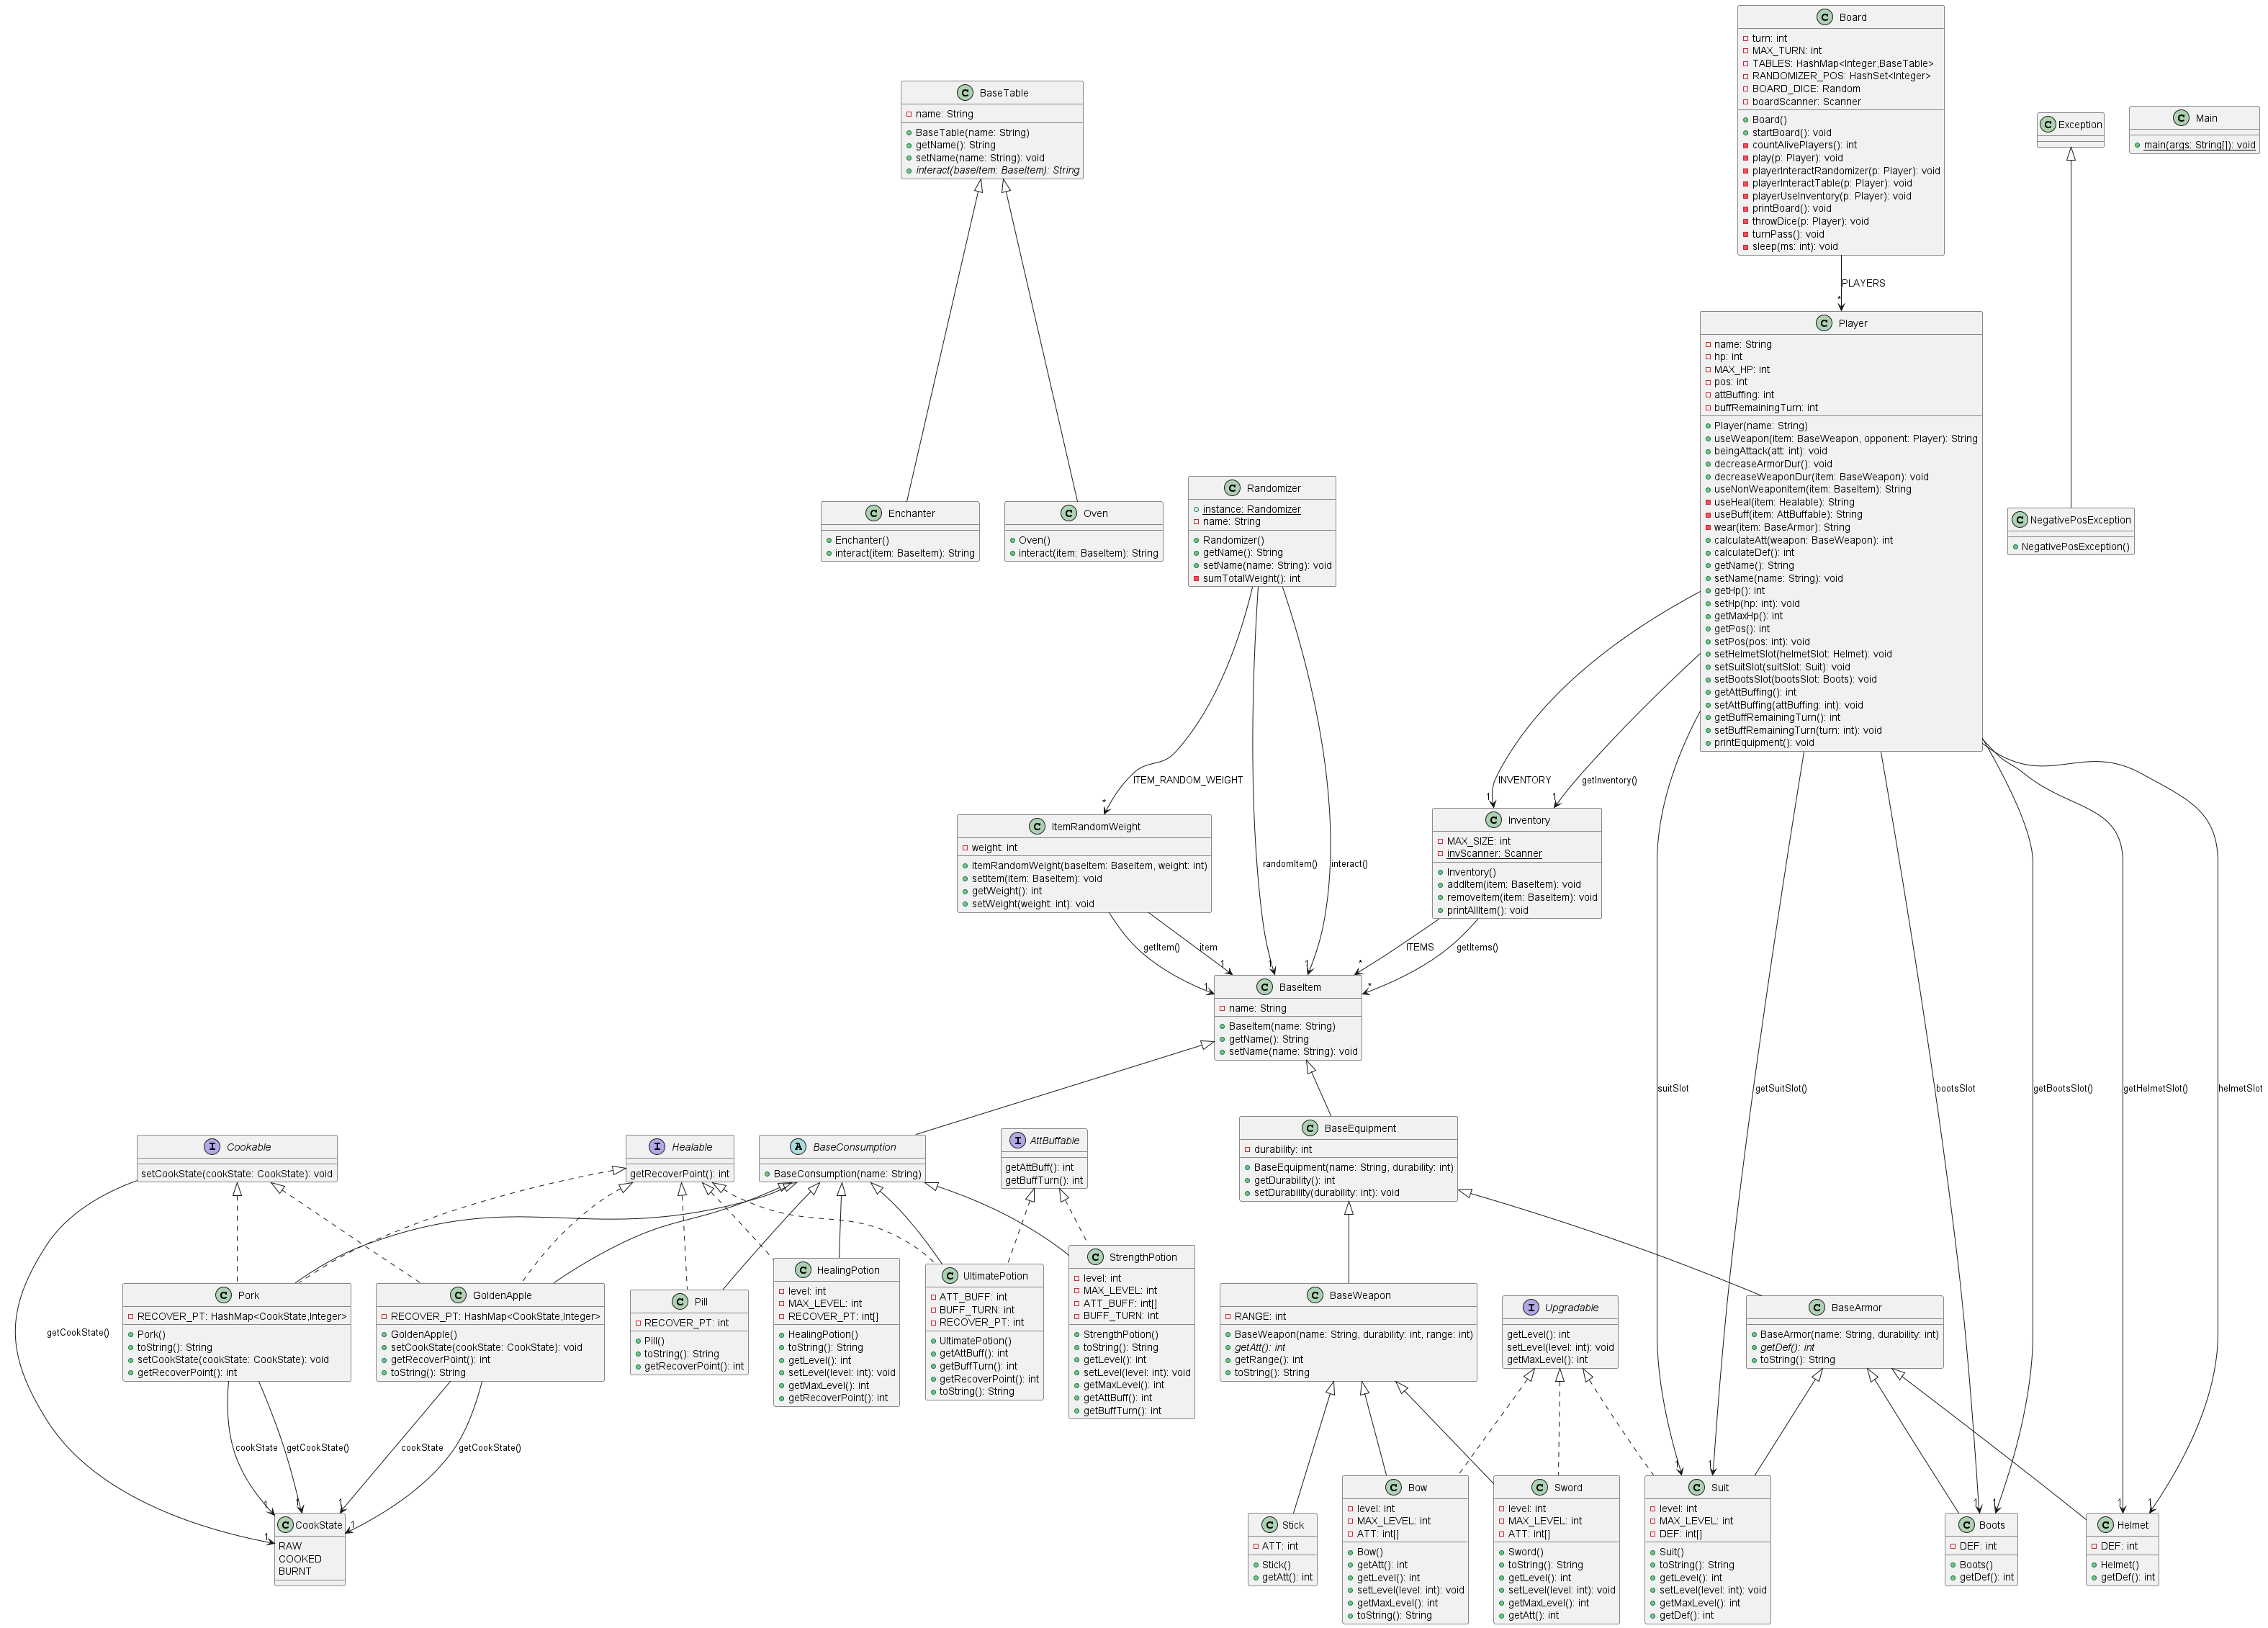 C Board
turn: int
MAX_TURN: int
TABLES: HashMap<Integer,BaseTable>
RANDOMIZER_POS: HashSet<Integer>
BOARD_DICE: Random
boardScanner: Scanner
Board()
startBoard(): void
countAlivePlayers(): int
play(p: Player): void
playerInteractRandomizer(p: Player): void
playerInteractTable(p: Player): void
playerUseInventory(p: Player): void
printBoard(): void
throwDice(p: Player): void
turnPass(): void
sleep(ms: int): void
C BaseTable
name: String
BaseTable(name: String)
getName(): String
setName(name: String): void
interact(baseItem: BaseItem): String
C Exception
C Main
main(args: String[]): void
PLAYERS
*
C Player
name: String
hp: int
MAX_HP: int
pos: int
attBuffing: int
buffRemainingTurn: int
Player(name: String)
useWeapon(item: BaseWeapon, opponent: Player): String
beingAttack(att: int): void
decreaseArmorDur(): void
decreaseWeaponDur(item: BaseWeapon): void
useNonWeaponItem(item: BaseItem): String
useHeal(item: Healable): String
useBuff(item: AttBuffable): String
wear(item: BaseArmor): String
calculateAtt(weapon: BaseWeapon): int
calculateDef(): int
getName(): String
setName(name: String): void
getHp(): int
setHp(hp: int): void
getMaxHp(): int
getPos(): int
setPos(pos: int): void
setHelmetSlot(helmetSlot: Helmet): void
setSuitSlot(suitSlot: Suit): void
setBootsSlot(bootsSlot: Boots): void
getAttBuffing(): int
setAttBuffing(attBuffing: int): void
getBuffRemainingTurn(): int
setBuffRemainingTurn(turn: int): void
printEquipment(): void
C Enchanter
Enchanter()
interact(item: BaseItem): String
C Oven
Oven()
interact(item: BaseItem): String
C Randomizer
instance: Randomizer
name: String
Randomizer()
getName(): String
setName(name: String): void
sumTotalWeight(): int
C NegativePosException
NegativePosException()
ITEM_RANDOM_WEIGHT
*
randomItem()
1
interact()
1
INVENTORY
1
getInventory()
1
C ItemRandomWeight
weight: int
ItemRandomWeight(baseItem: BaseItem, weight: int)
setItem(item: BaseItem): void
getWeight(): int
setWeight(weight: int): void
C Inventory
MAX_SIZE: int
invScanner: Scanner
Inventory()
addItem(item: BaseItem): void
removeItem(item: BaseItem): void
printAllItem(): void
getItem()
1
item
1
ITEMS
*
getItems()
*
C BaseItem
name: String
BaseItem(name: String)
getName(): String
setName(name: String): void
suitSlot
1
getSuitSlot()
1
bootsSlot
1
getBootsSlot()
1
getHelmetSlot()
1
helmetSlot
1
I Cookable
setCookState(cookState: CookState): void
I Healable
getRecoverPoint(): int
A BaseConsumption
BaseConsumption(name: String)
I AttBuffable
getAttBuff(): int
getBuffTurn(): int
C BaseEquipment
durability: int
BaseEquipment(name: String, durability: int)
getDurability(): int
setDurability(durability: int): void
getCookState()
1
C Pork
RECOVER_PT: HashMap<CookState,Integer>
Pork()
toString(): String
setCookState(cookState: CookState): void
getRecoverPoint(): int
C GoldenApple
RECOVER_PT: HashMap<CookState,Integer>
GoldenApple()
setCookState(cookState: CookState): void
getRecoverPoint(): int
toString(): String
C Pill
RECOVER_PT: int
Pill()
toString(): String
getRecoverPoint(): int
C HealingPotion
level: int
MAX_LEVEL: int
RECOVER_PT: int[]
HealingPotion()
toString(): String
getLevel(): int
setLevel(level: int): void
getMaxLevel(): int
getRecoverPoint(): int
C UltimatePotion
ATT_BUFF: int
BUFF_TURN: int
RECOVER_PT: int
UltimatePotion()
getAttBuff(): int
getBuffTurn(): int
getRecoverPoint(): int
toString(): String
C StrengthPotion
level: int
MAX_LEVEL: int
ATT_BUFF: int[]
BUFF_TURN: int
StrengthPotion()
toString(): String
getLevel(): int
setLevel(level: int): void
getMaxLevel(): int
getAttBuff(): int
getBuffTurn(): int
C BaseWeapon
RANGE: int
BaseWeapon(name: String, durability: int, range: int)
getAtt(): int
getRange(): int
toString(): String
I Upgradable
getLevel(): int
setLevel(level: int): void
getMaxLevel(): int
C BaseArmor
BaseArmor(name: String, durability: int)
getDef(): int
toString(): String
cookState
1
getCookState()
1
cookState
1
getCookState()
1
C CookState
RAW
COOKED
BURNT
C Stick
ATT: int
Stick()
getAtt(): int
C Bow
level: int
MAX_LEVEL: int
ATT: int[]
Bow()
getAtt(): int
getLevel(): int
setLevel(level: int): void
getMaxLevel(): int
toString(): String
C Sword
level: int
MAX_LEVEL: int
ATT: int[]
Sword()
toString(): String
getLevel(): int
setLevel(level: int): void
getMaxLevel(): int
getAtt(): int
C Suit
level: int
MAX_LEVEL: int
DEF: int[]
Suit()
toString(): String
getLevel(): int
setLevel(level: int): void
getMaxLevel(): int
getDef(): int
C Boots
DEF: int
Boots()
getDef(): int
C Helmet
DEF: int
Helmet()
getDef(): int